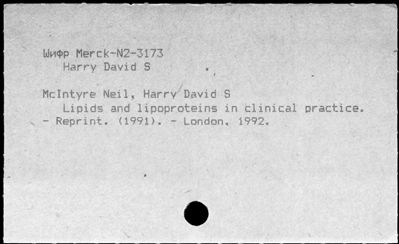 Шифр Merck-N2-3173
Harry David S
McIntyre Neil, Harry David S
Lipids and lipoproteins in clinical practice.
- Reprint. (1991). - London, 1992.